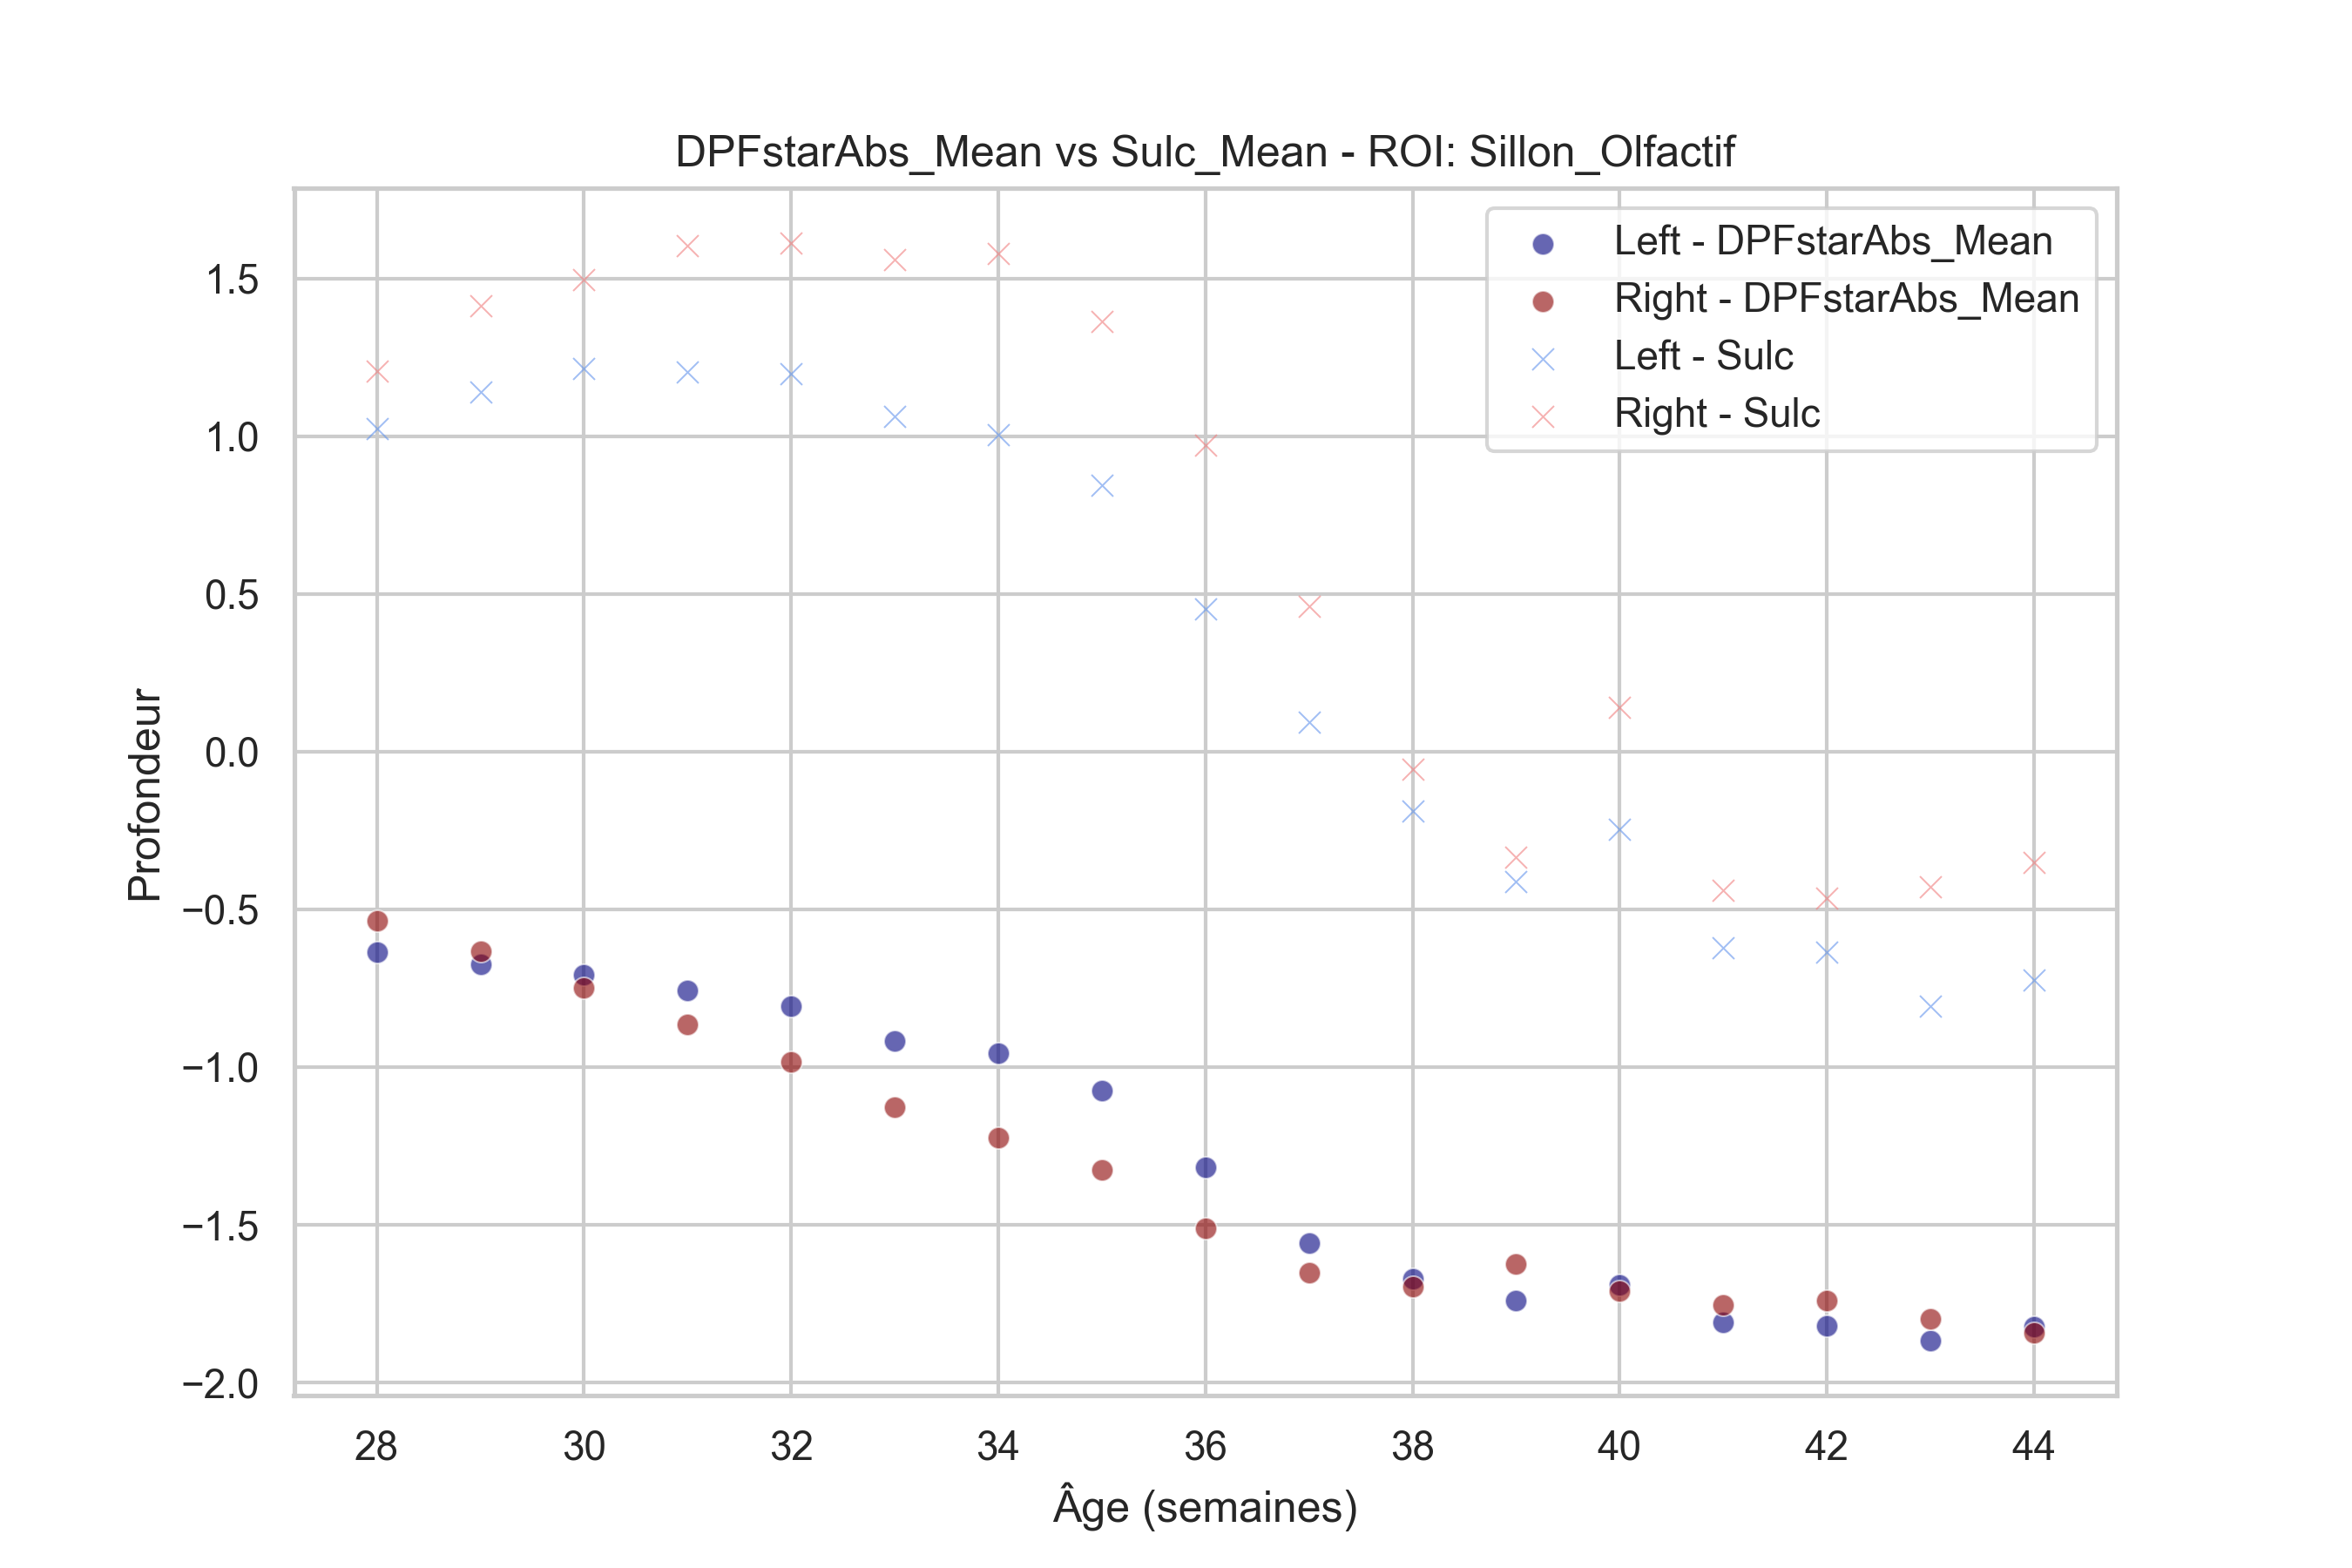 DPFstarAbs_Mean vs Sulc_Mean - ROI: Sillon_Olfactif
Left - DPFstarAbs_Mean
Right - DPFstarAbs_Mean
Left - Sulc
Right - Sulc
Profondeur
1.5
1.0
0.5
0.0
−0.5
−1.0
−1.5
−2.0
28 30 32 34 36 38 40 42 44
Âge (semaines)